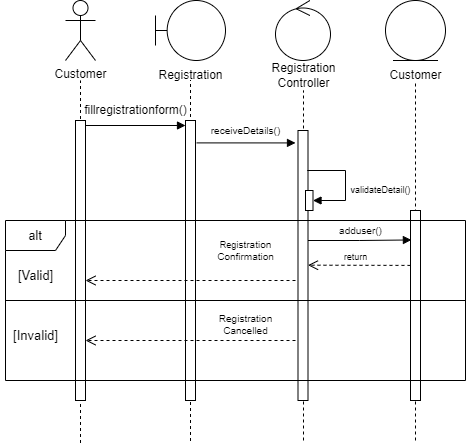 Customer
Registration
Registration
Controller
Customer
fillregistrationform()
receiveDetails()
validateDetail()
alt
adduser()
Registration
Confirmation
return
[Valid]
Registration
Cancelled
[Invalid]